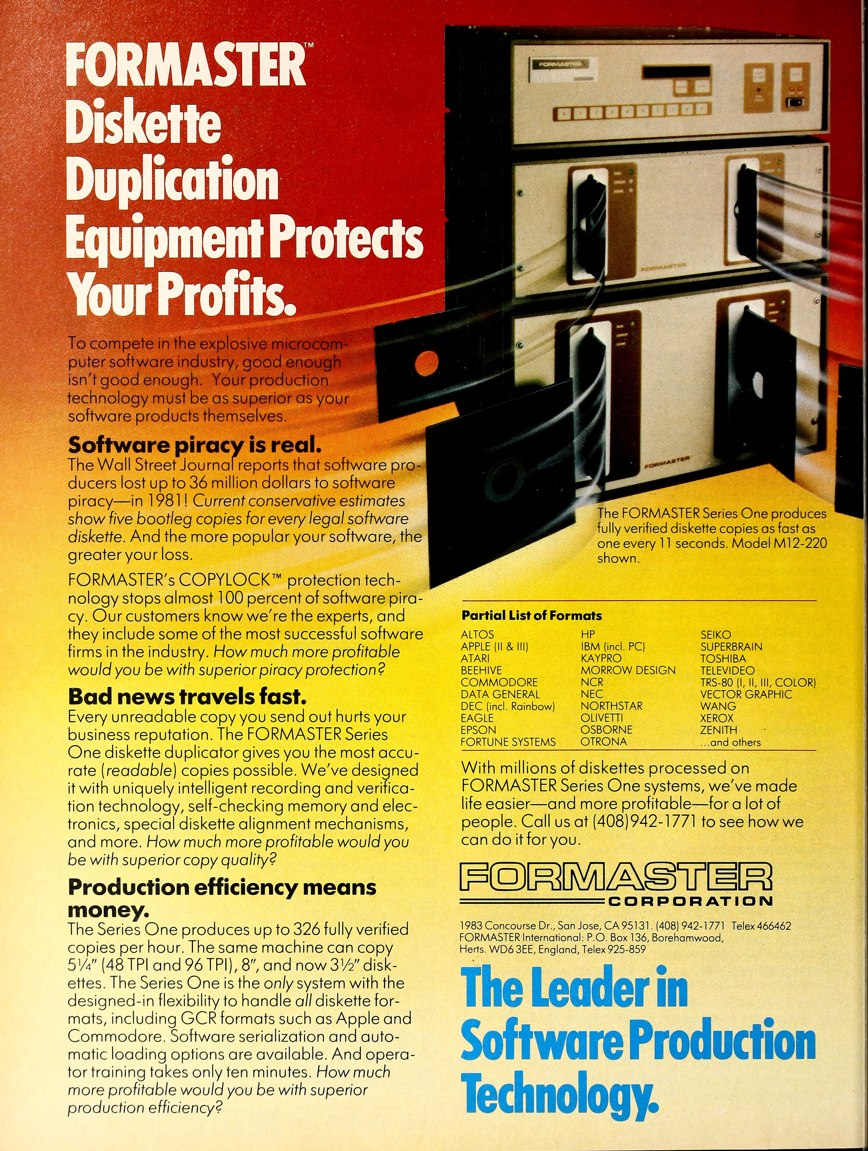 FORMASTER™
Diskette
Duplication
Equipment Protects
Your Profits.
To compete in the explosive microcom-
puter software industry, good enough
isn't good enough. Your production
technology must be as superior as your
software products themselves.
Software piracy is real.
The Wall Street Journal reports that software pro-
ducers lost up to 36 million dollars to software
piracy—in 1981! Current conservative estimates
show five bootleg copies for every legal software
diskette. And the more popular your software, the
greater your loss.
FORMASTER's COPYLOCK™ protection tech-
nology stops almost 100 percent of software pira-
cy. Our customers know we're the experts, and
they include some of the most successful software
firms in the industry. How much more profitable
would you be with superior piracy protection?
Bad news travels fast.
Every unreadable copy you send out hurts your
business reputation. The FORMASTER Series
One diskette duplicator gives you the most accu-
rate (readable) copies possible. We've designed
it with uniquely intelligent recording and verifica-
tion technology, self-checking memory and elec-
tronics, special diskette alignment mechanisms,
and more. How much more profitable would you
be with superior copy quality?
Production efficiency means
money.
The Series One produces up to 326 fully verified
copies per hour. The same machine can copy
5¼" (48 TPI and 96 TPI), 8", and now 3½" disk-
ettes. The Series One is the only system with the
designed-in flexibility to handle all diskette for-
mats, including GCR formats such as Apple and
Commodore. Software serialization and auto-
matic loading options are available. And opera-
tor training takes only ten minutes. How much
more profitable would you be with superior
production efficiency?
FORMASTER
FORMASTER
FORMASTER
The FORMASTER Series One produces
fully verified diskette copies as fast as
one every 11 seconds. Model M12-220
shown.
Partial List of Formats
ALTOS
APPLE (II & III)
ATARI
BEEHIVE
COMMODORE
DATA GENERAL
DEC (incl. Rainbow)
EAGLE
EPSON
FORTUNE SYSTEMS
HP
IBM (incl. PC)
KAYPRO
MORROW DESIGN
NCR
NEC
NORTHSTAR
OLIVETTI
OSBORNE
OTRONA
SEIKO
SUPERBRAIN
TOSHIBA
TELEVIDEO
TRS-80 (I, II, III, COLOR)
VECTOR GRAPHIC
WANG
XEROX
ZENITH
...and others
With millions of diskettes processed on
FORMASTER Series One systems, we've made
life easier—and more profitable—for a lot of
people. Call us at (408)942-1771 to see how we
can do it for you.
FORMASTER
CORPORATION
1983 Concourse Dr., San Jose, CA 95131. (408) 942-1771 Telex 466462
FORMASTER International: P.O. Box 136, Borehamwood,
Herts. WD6 3EE, England, Telex 925-859
The Leader in
Software Production
Technology.